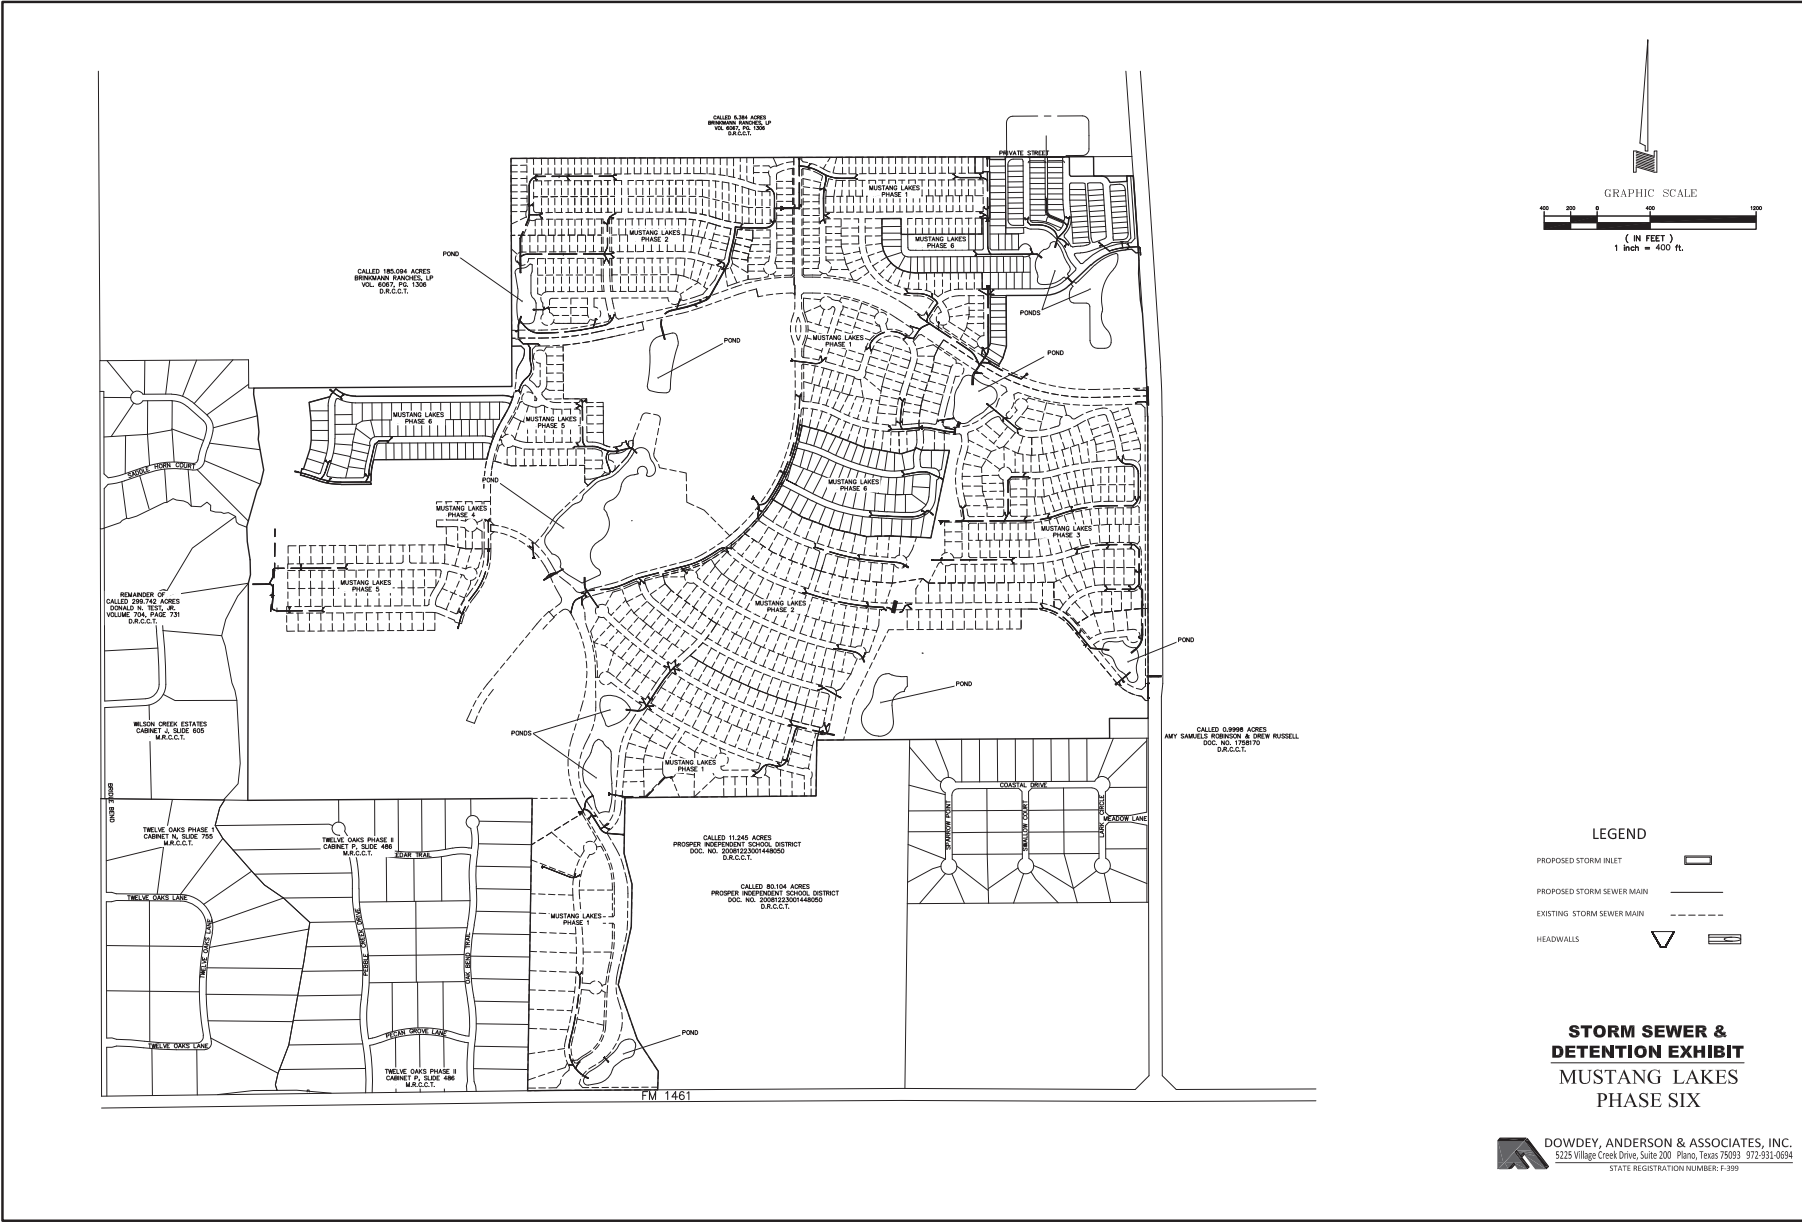 CALLED 5.384 ACRES
BRINKMANN RANCHES, LP
VOL. 6067, PG. 1306
D.R.C.C.T.
PRIVATE STREET
MUSTANG LAKES
PHASE 1
MUSTANG LAKES
PHASE 2
MUSTANG LAKES
PHASE 6
POND
CALLED 185.094 ACRES
BRINKMANN RANCHES, LP
VOL. 6067, PG. 1306
D.R.C.C.T.
PONDS
POND
MUSTANG LAKES
PHASE 1
POND
MUSTANG LAKES
PHASE 6
MUSTANG LAKES
PHASE 5
SADDLE HORN COURT
POND
MUSTANG LAKES
PHASE 6
MUSTANG LAKES
PHASE 4
MUSTANG LAKES
PHASE 3
MUSTANG LAKES
PHASE 5
REMAINDER OF
CALLED 299.742 ACRES
DONALD N. TEST, JR.
VOLUME 704, PAGE 731
D.R.C.C.T.
MUSTANG LAKES
PHASE 2
POND
POND
WILSON CREEK ESTATES
CABINET J, SLIDE 605
M.R.C.C.T.
PONDS
CALLED 0.9998 ACRES
AMY SAMUELS ROBINSON & DREW RUSSELL
DOC. NO. 1758170
D.R.C.C.T.
MUSTANG LAKES
PHASE 1
BRIDLE BEND
COASTAL DRIVE
SPARROW POINT
SWALLOW COURT
LARK CIRCLE
MEADOW LANE
TWELVE OAKS PHASE 1
CABINET N, SLIDE 755
M.R.C.C.T.
TWELVE OAKS PHASE II
CABINET P, SLIDE 486
M.R.C.C.T.
EDAR TRAIL
CALLED 11.245 ACRES
PROSPER INDEPENDENT SCHOOL DISTRICT
DOC. NO. 20081223001448050
D.R.C.C.T.
CALLED 80.104 ACRES
PROSPER INDEPENDENT SCHOOL DISTRICT
DOC. NO. 20081223001448050
D.R.C.C.T.
TWELVE OAKS LANE
TWELVE OAKS LANE
PEBBLE CREEK DRIVE
OAK BEND TRAIL
MUSTANG LAKES
PHASE 1
PECAN GROVE LANE
TWELVE OAKS LANE
POND
TWELVE OAKS PHASE II
CABINET P, SLIDE 486
M.R.C.C.T.
FM 1461
GRAPHIC SCALE
400 200 0 400 1200
( IN FEET )
1 inch = 400 ft.
LEGEND
PROPOSED STORM INLET
PROPOSED STORM SEWER MAIN
EXISTING STORM SEWER MAIN
HEADWALLS
STORM SEWER &
DETENTION EXHIBIT
MUSTANG LAKES
PHASE SIX
DOWDEY, ANDERSON & ASSOCIATES, INC.
5225 Village Creek Drive, Suite 200 Plano, Texas 75093 972-931-0694
STATE REGISTRATION NUMBER: F-399